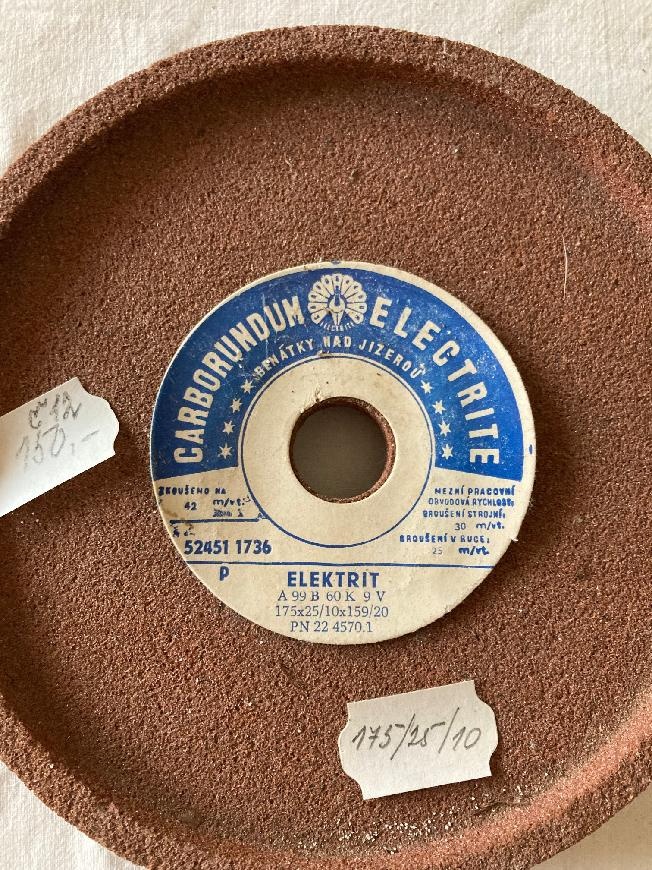 CARBORUNDUM ELECTRITE
BENÁTKY NAD JIZEROU
ZKOUŠENO NA
42 m/vt.
52451 1736
MEZNÍ PRACOVNÍ
OBVODOVÁ RYCHLOST:
BROUŠENÍ STROJNÍ:
30 m/vt.
BROUŠENÍ V RUCE:
25 m/vt.
P
ELEKTRIT
A 99 B 60 K 9 V
175x25/10x159/20
PN 22 4570.1
č 12
150,-
175/25/10